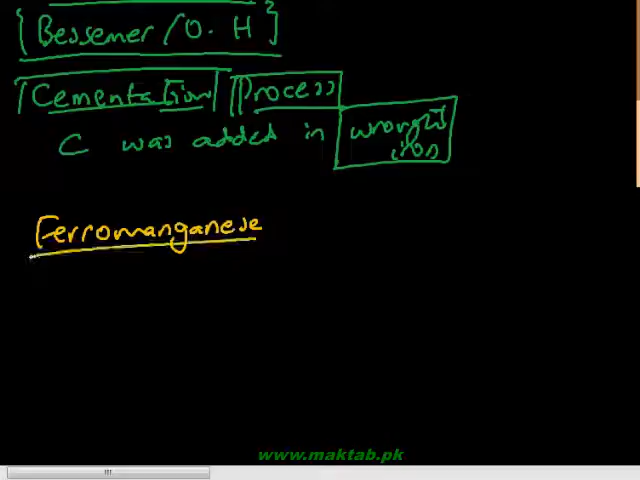 {Bessemer / O. H}
Cementation Process
C was added in wrought iron
Ferromanganese
www.maktab.pk